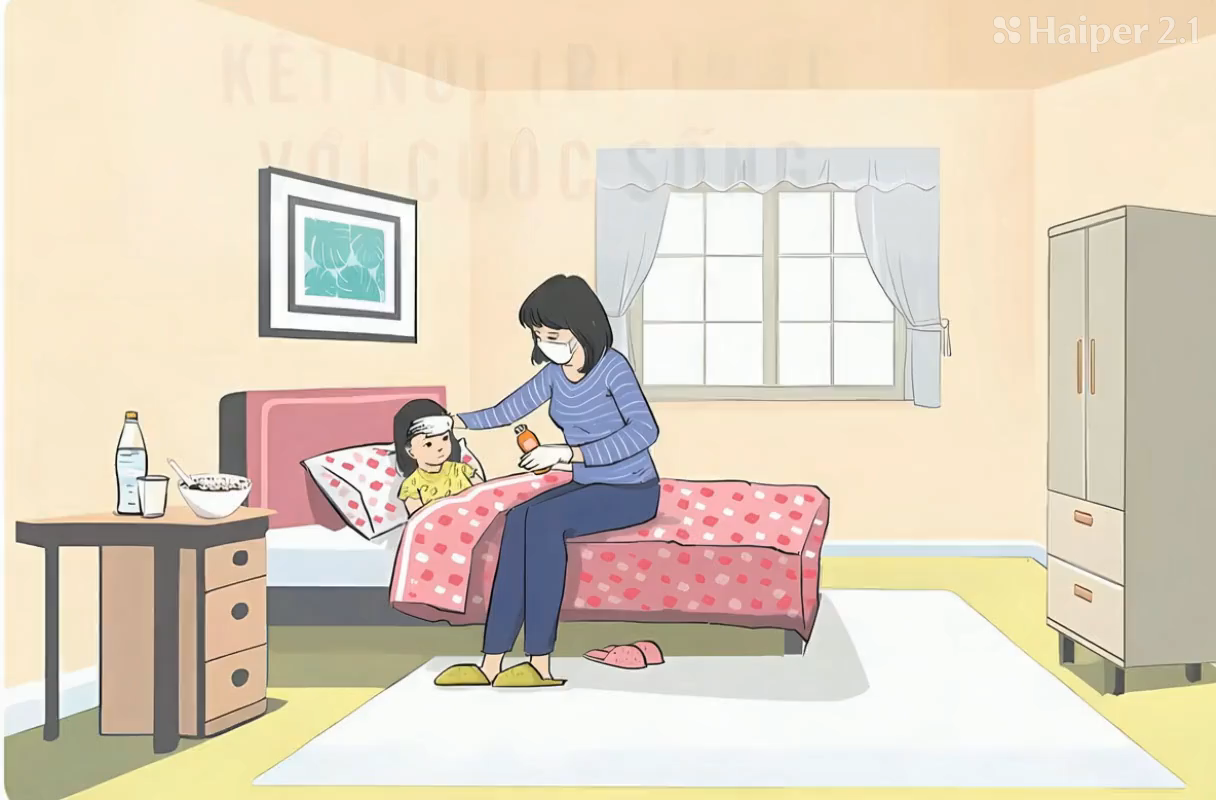 Haiper 2.1
KẾT NỐI TRI THỨC
VỚI CUỘC SỐNG